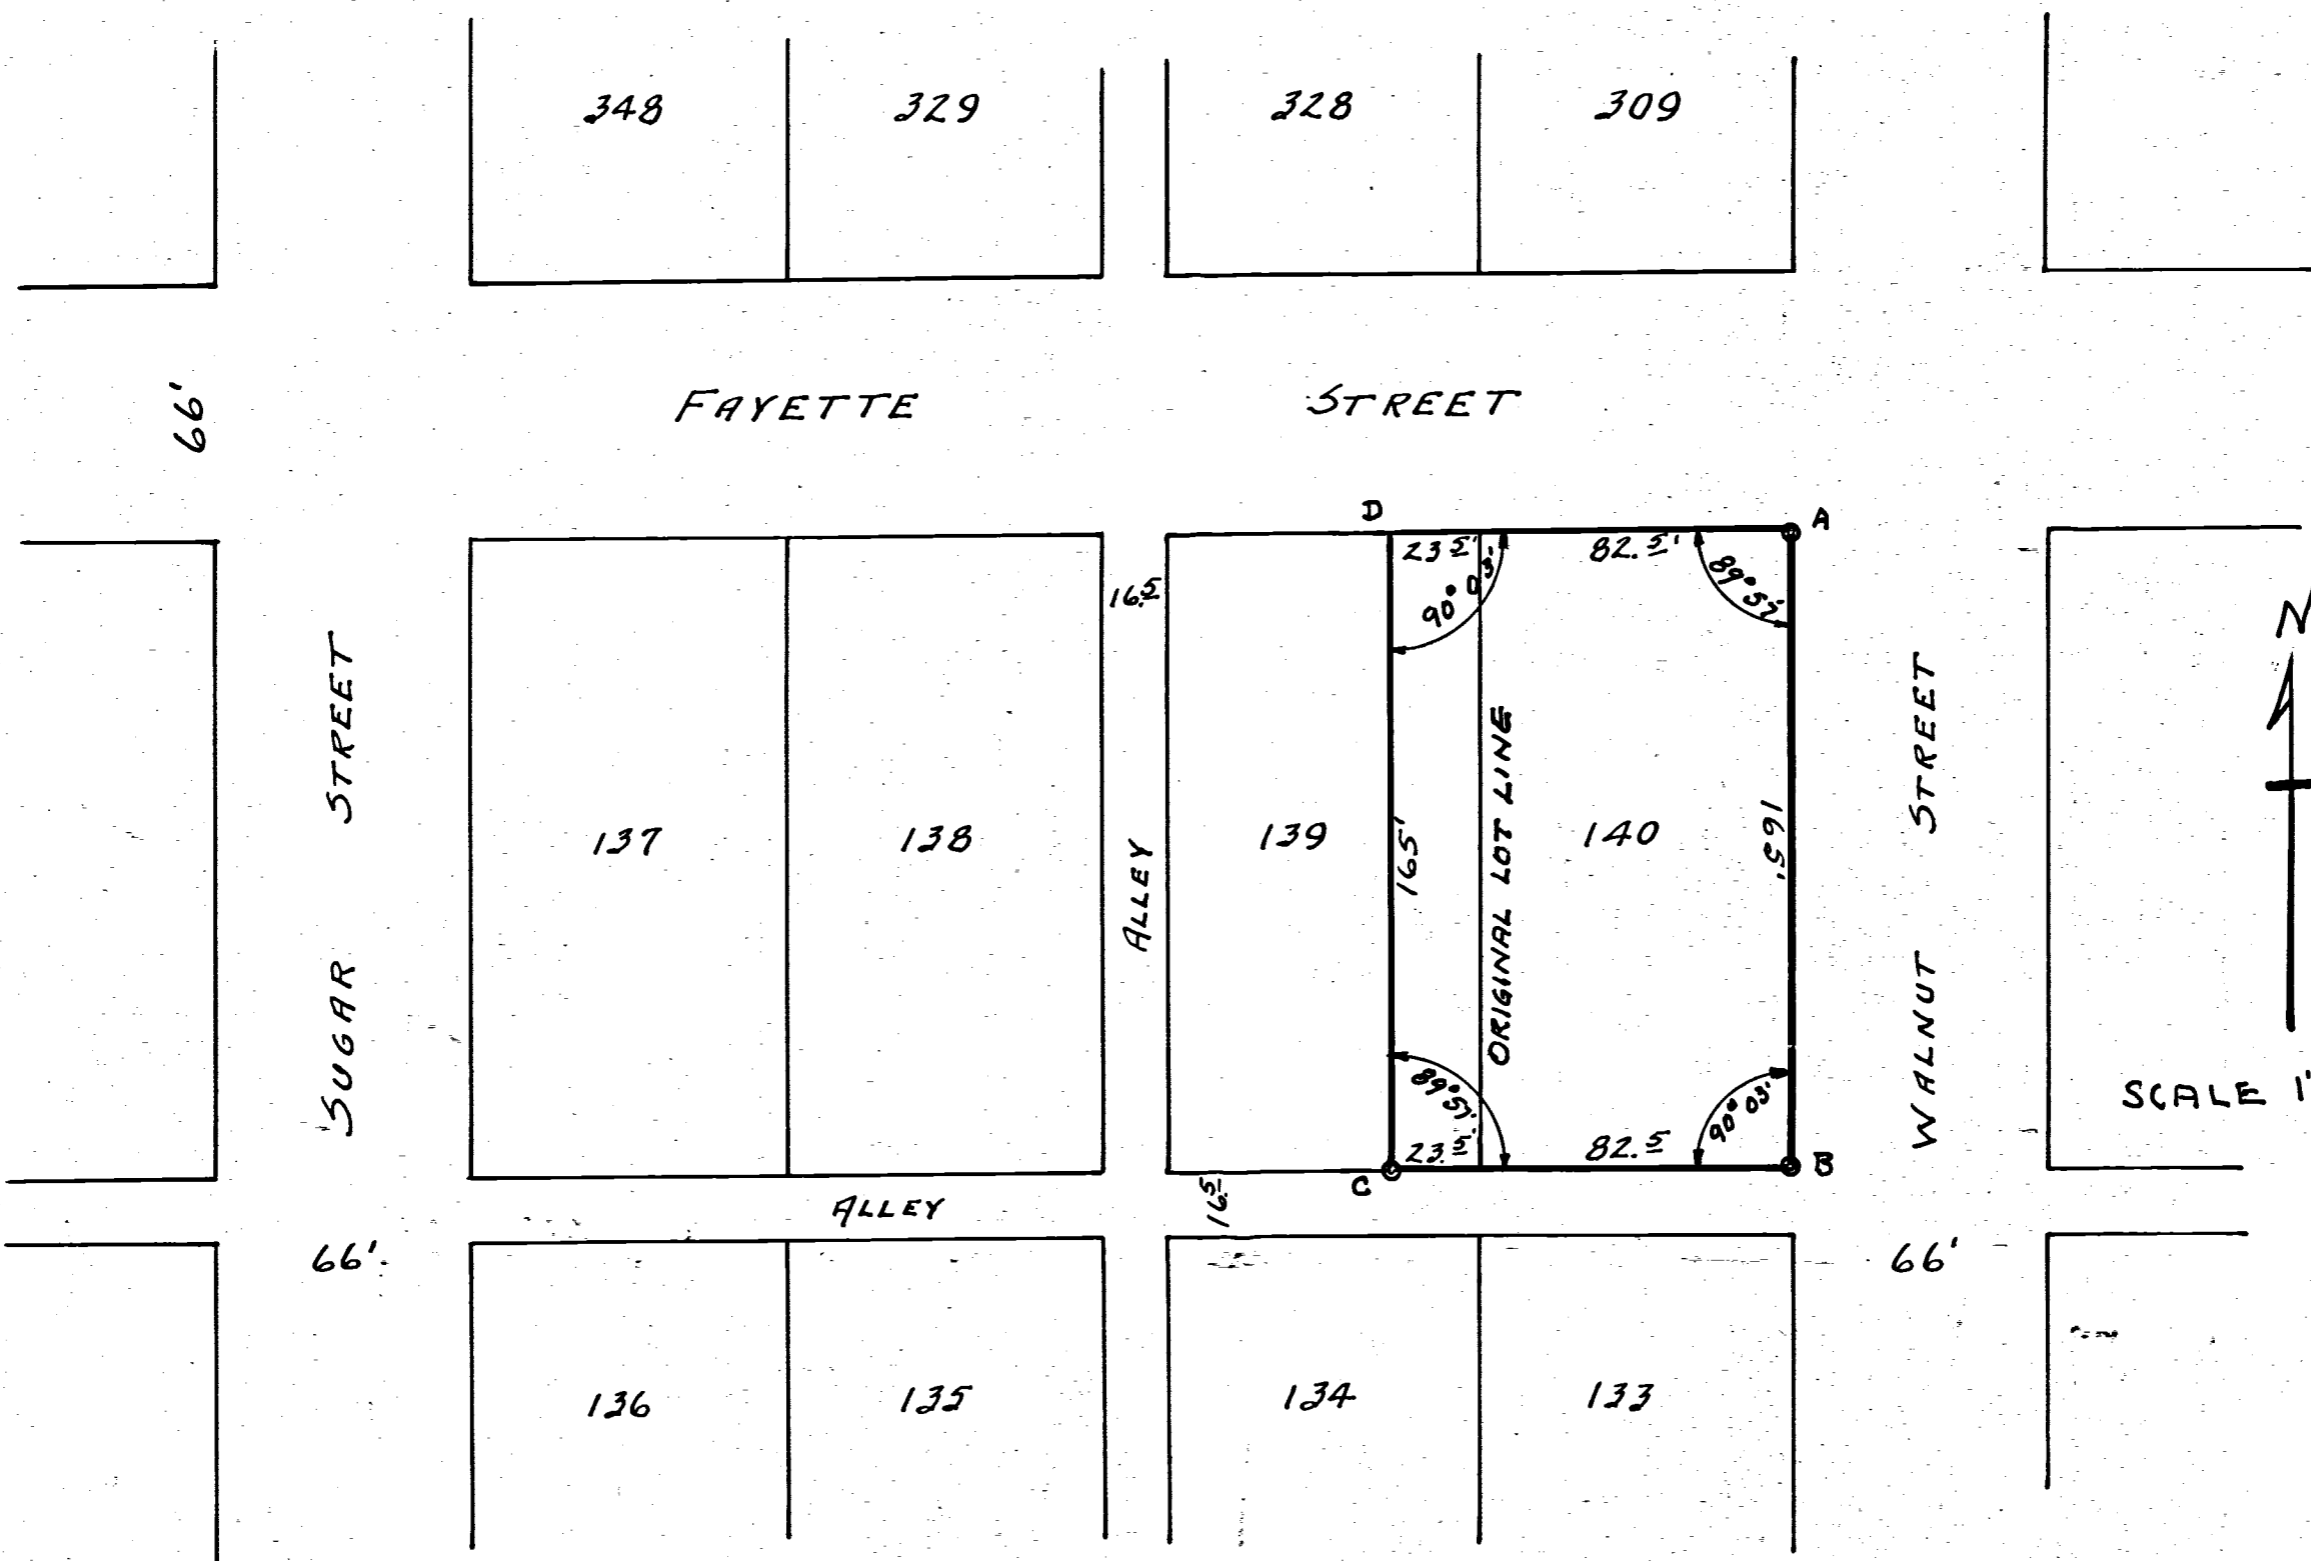 348
329
328
309
66'
FAYETTE STREET
D
A
23.5'
82.5'
90° 03'
89° 57'
16.5
N
SUGAR STREET
137
138
ALLEY
139
165'
ORIGINAL LOT LINE
140
165'
WALNUT STREET
SCALE 1"
89° 57'
90° 03'
23.5'
82.5
C
B
ALLEY
16.5'
66'
66'
136
135
134
133